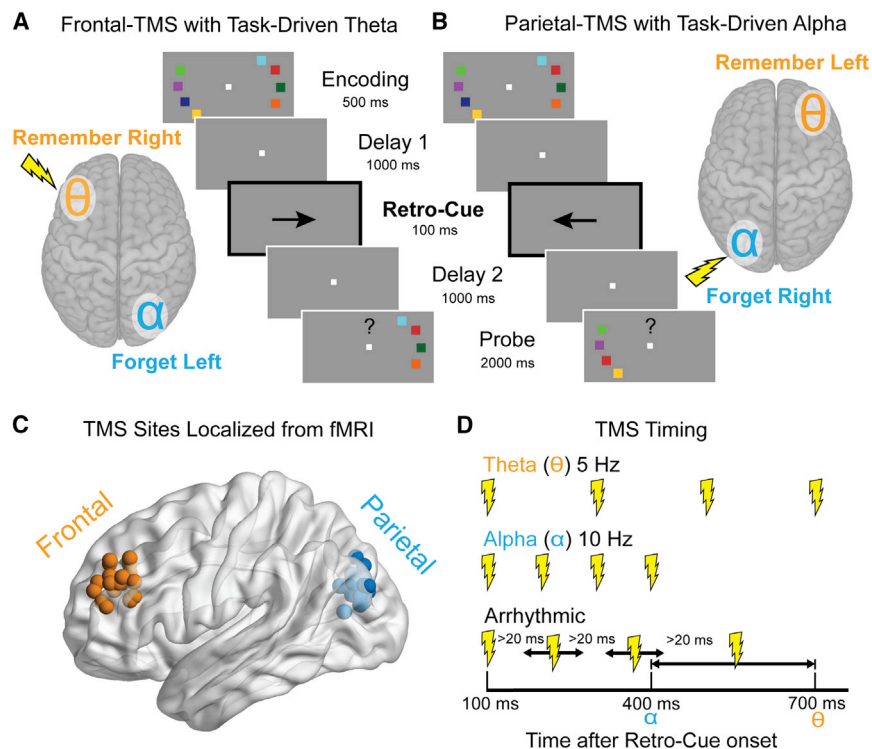 A
Frontal-TMS with Task-Driven Theta
B
Parietal-TMS with Task-Driven Alpha
Encoding
500 ms
Delay 1
1000 ms
Retro-Cue
100 ms
Delay 2
1000 ms
Probe
2000 ms
Remember Right
θ
α
Forget Left
?
Remember Left
θ
α
Forget Right
?
C
TMS Sites Localized from fMRI
Frontal
Parietal
D
TMS Timing
Theta (θ) 5 Hz
Alpha (α) 10 Hz
Arrhythmic
>20 ms >20 ms >20 ms
100 ms 400 ms 700 ms
α θ
Time after Retro-Cue onset